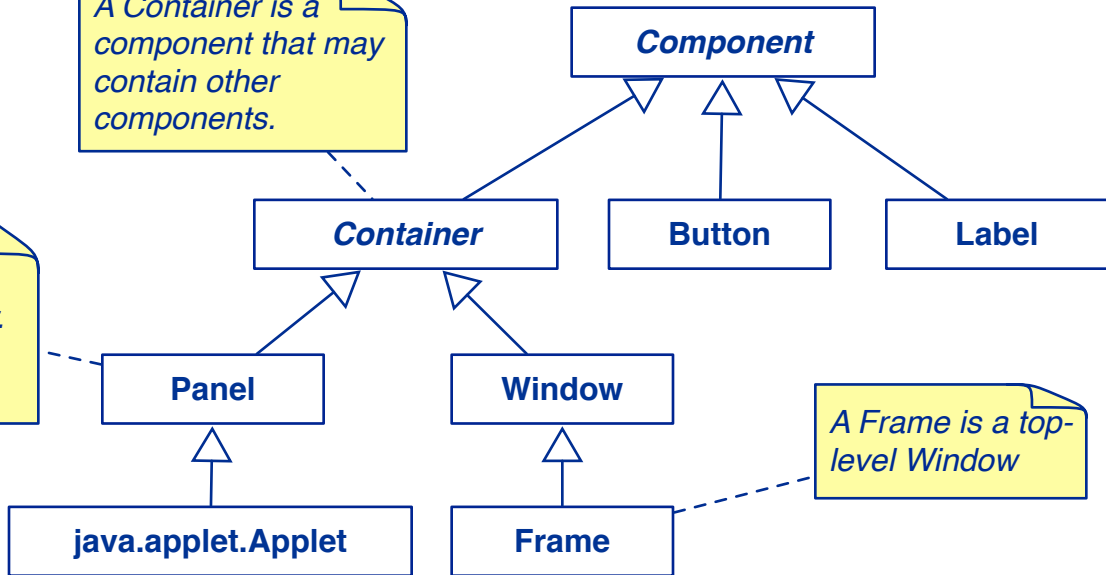 A Container is a
component that may
contain other
components.
Component
Container
Button
Label
Panel
Window
A Frame is a top-
level Window
java.applet.Applet
Frame